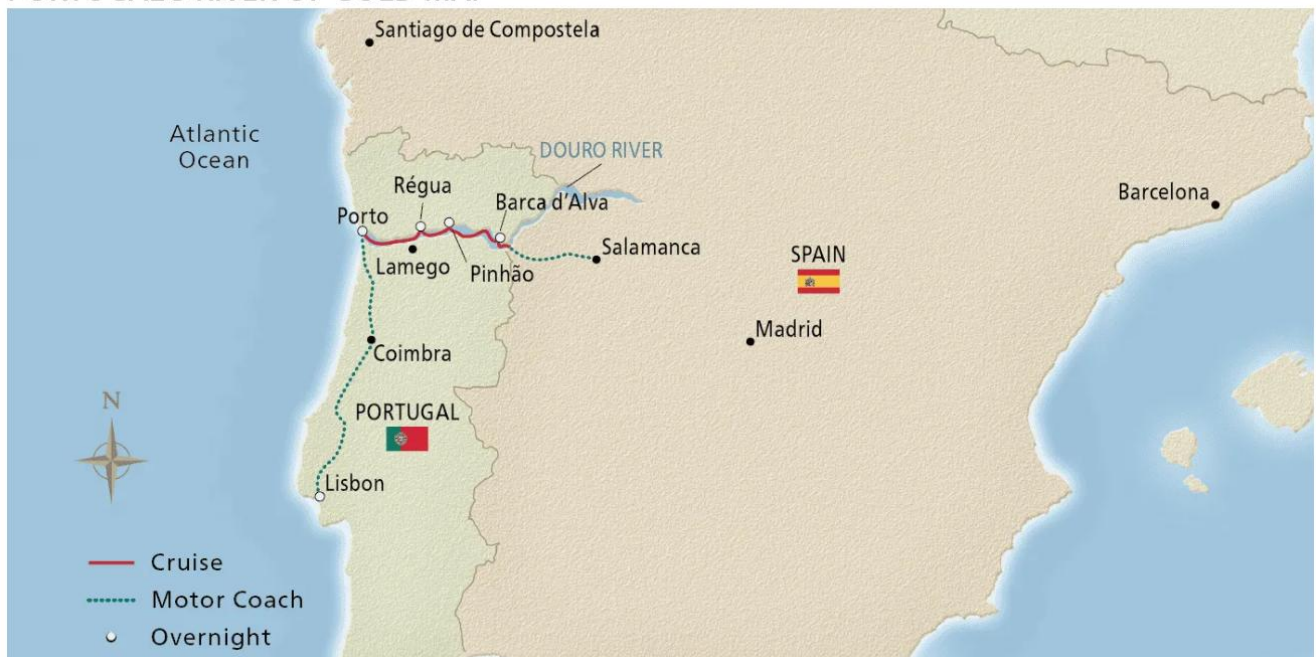 Santiago de Compostela
Atlantic
Ocean
DOURO RIVER
Régua
Barca d'Alva
Barcelona
Porto
Salamanca
SPAIN
Lamego
Pinhão
Madrid
Coimbra
N
PORTUGAL
Lisbon
Cruise
Motor Coach
Overnight